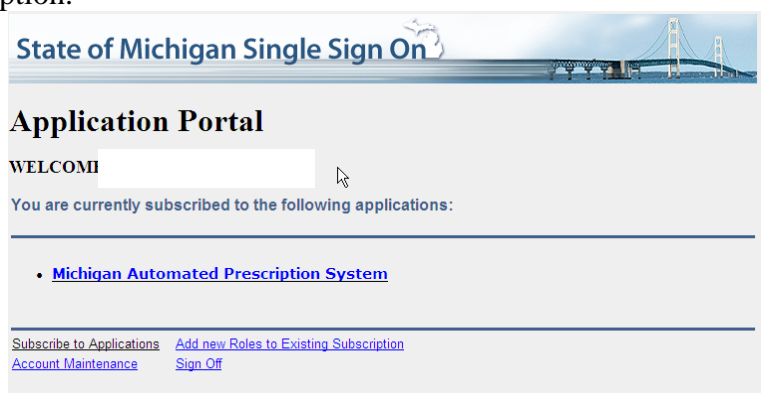 ption.
State of Michigan Single Sign On
Application Portal
WELCOME
You are currently subscribed to the following applications:
• Michigan Automated Prescription System
Subscribe to Applications Add new Roles to Existing Subscription
Account Maintenance Sign Off